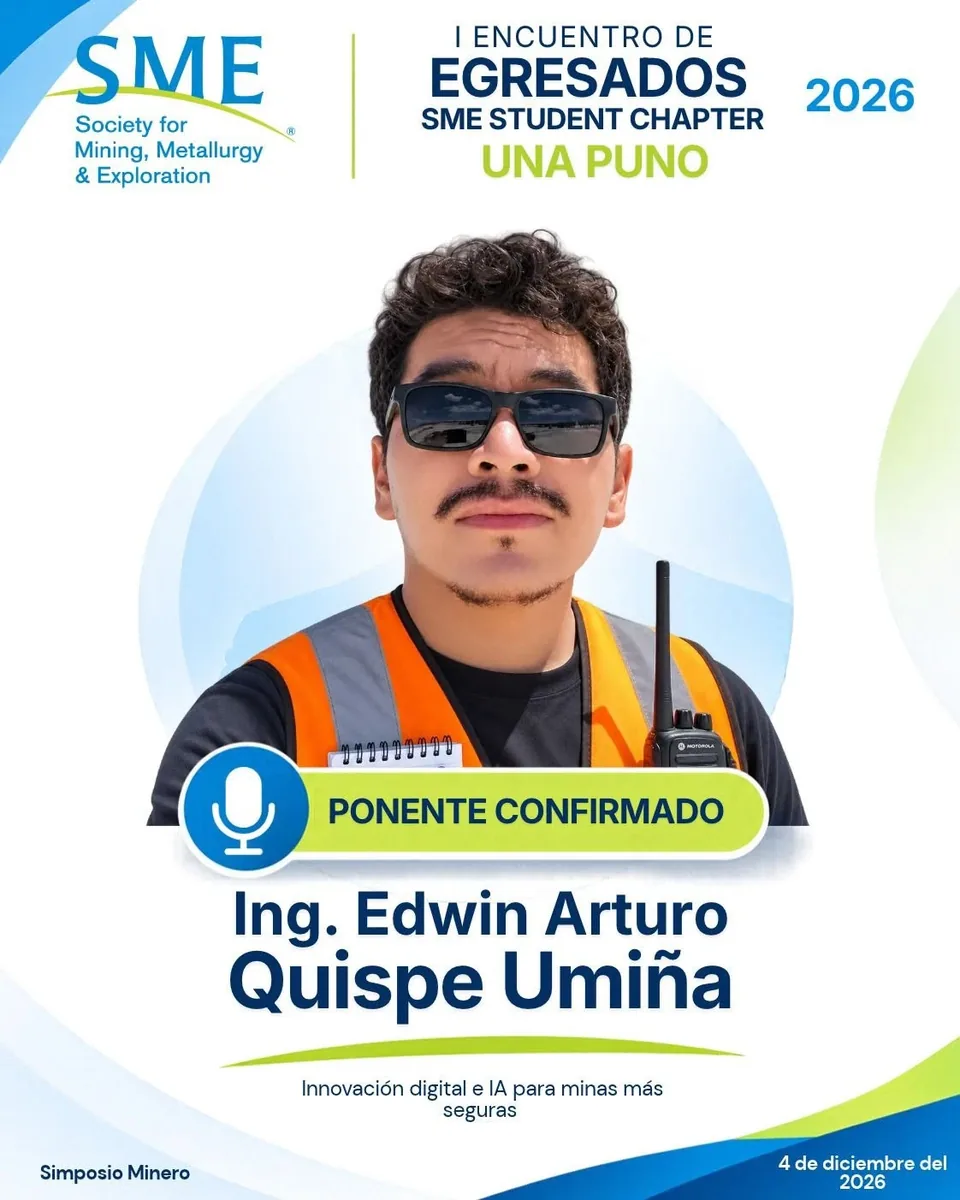 SME
®
Society for
Mining, Metallurgy
& Exploration
I ENCUENTRO DE
EGRESADOS
SME STUDENT CHAPTER
UNA PUNO
2026
MOTOROLA
PONENTE CONFIRMADO
Ing. Edwin Arturo
Quispe Umiña
Innovación digital e IA para minas más
seguras
Simposio Minero
4 de diciembre del
2026